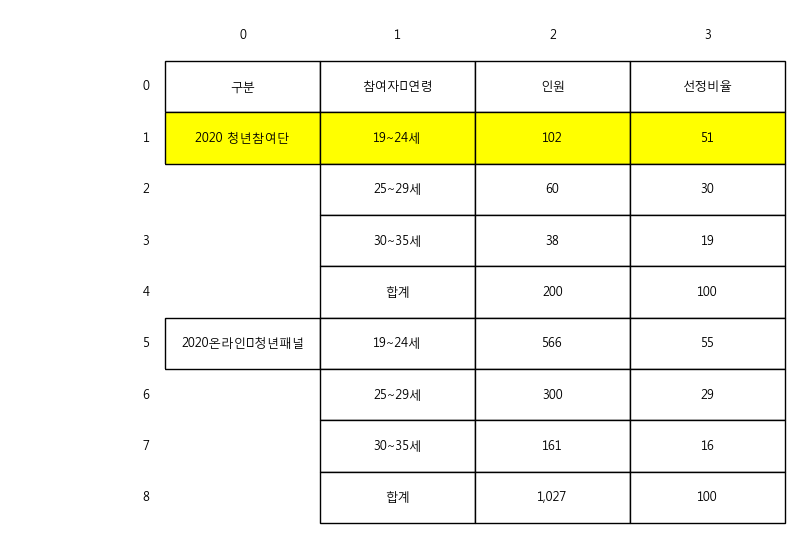 0 1 2 3
0 구분 참여자 연령 인원 선정비율
1 2020 청년참여단 19~24세 102 51
2 25~29세 60 30
3 30~35세 38 19
4 합계 200 100
5 2020온라인 청년패널 19~24세 566 55
6 25~29세 300 29
7 30~35세 161 16
8 합계 1,027 100